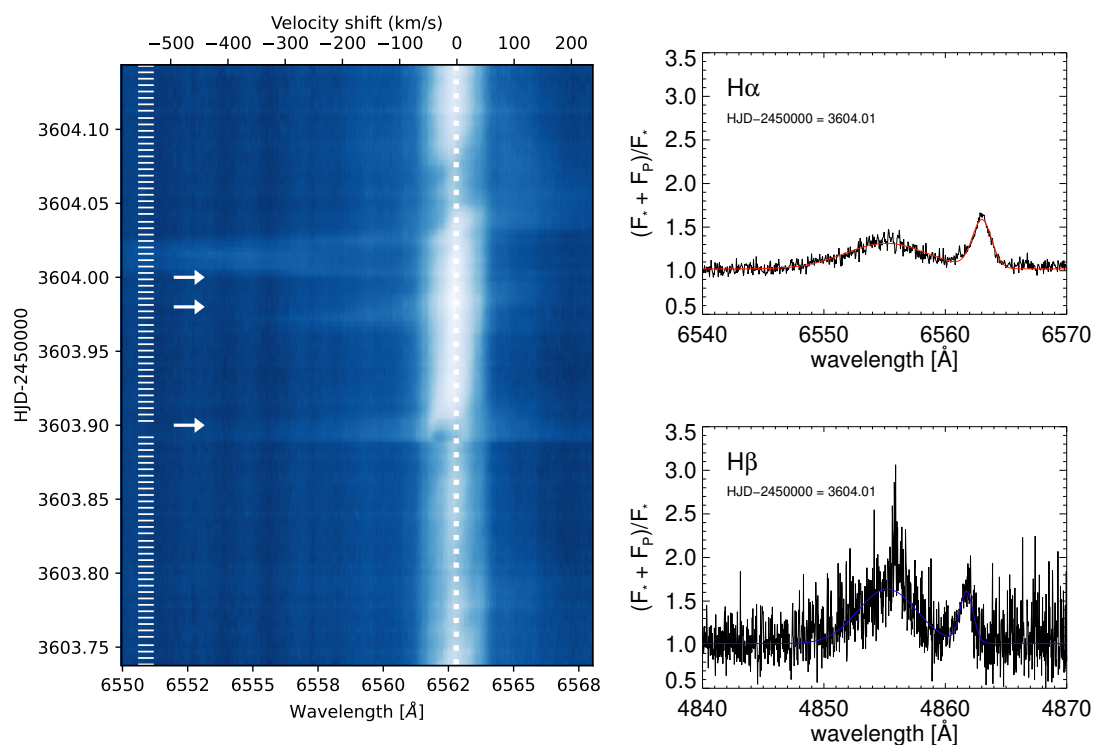 Velocity shift (km/s)
−500 −400 −300 −200 −100 0 100 200
HJD-2450000
3604.10
3604.05
3604.00
3603.95
3603.90
3603.85
3603.80
3603.75
6550 6552 6555 6558 6560 6562 6565 6568
Wavelength [Å]
Hα
HJD−2450000 = 3604.01
(F* + FP)/F*
3.5
3.0
2.5
2.0
1.5
1.0
0.5
6540 6550 6560 6570
wavelength [Å]
Hβ
HJD−2450000 = 3604.01
(F* + FP)/F*
3.5
3.0
2.5
2.0
1.5
1.0
0.5
4840 4850 4860 4870
wavelength [Å]